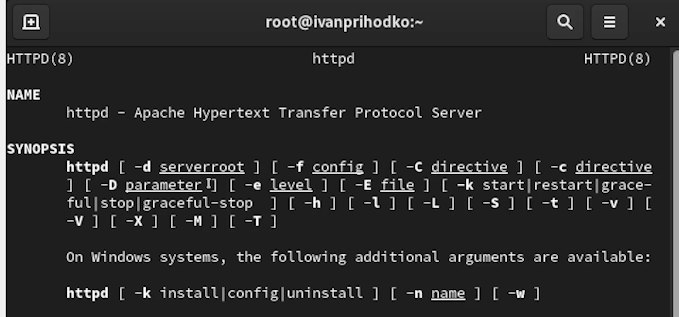 root@ivanprihodko:~
HTTPD(8) httpd HTTPD(8)
NAME
httpd - Apache Hypertext Transfer Protocol Server
SYNOPSIS
httpd [ -d serverroot ] [ -f config ] [ -C directive ] [ -c directive
] [ -D parameter ] [ -e level ] [ -E file ] [ -k start|restart|grace-
ful|stop|graceful-stop ] [ -h ] [ -l ] [ -L ] [ -S ] [ -t ] [ -v ] [
-V ] [ -X ] [ -M ] [ -T ]
On Windows systems, the following additional arguments are available:
httpd [ -k install|config|uninstall ] [ -n name ] [ -w ]